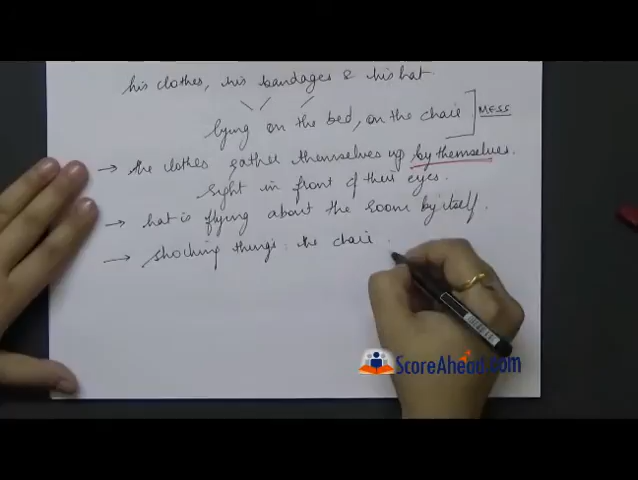 his clothes, his bandages & his hat.
lying on the bed, on the chair
MESS
→ the clothes gather themselves up by themselves.
right in front of their eyes.
→ hat is flying about the room by itself.
→ shocking things: the chair
ScoreAhead.com